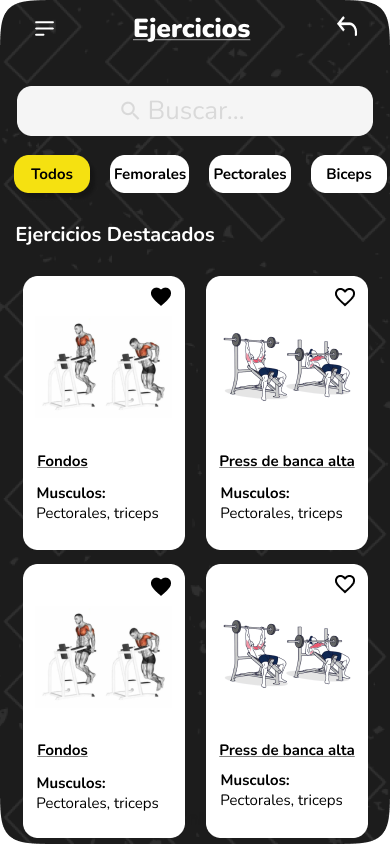 Ejercicios
Buscar...
Todos
Femorales
Pectorales
Biceps
Ejercicios Destacados
Fondos
Musculos:
Pectorales, triceps
Press de banca alta
Musculos:
Pectorales, triceps
Fondos
Musculos:
Pectorales, triceps
Press de banca alta
Musculos:
Pectorales, triceps